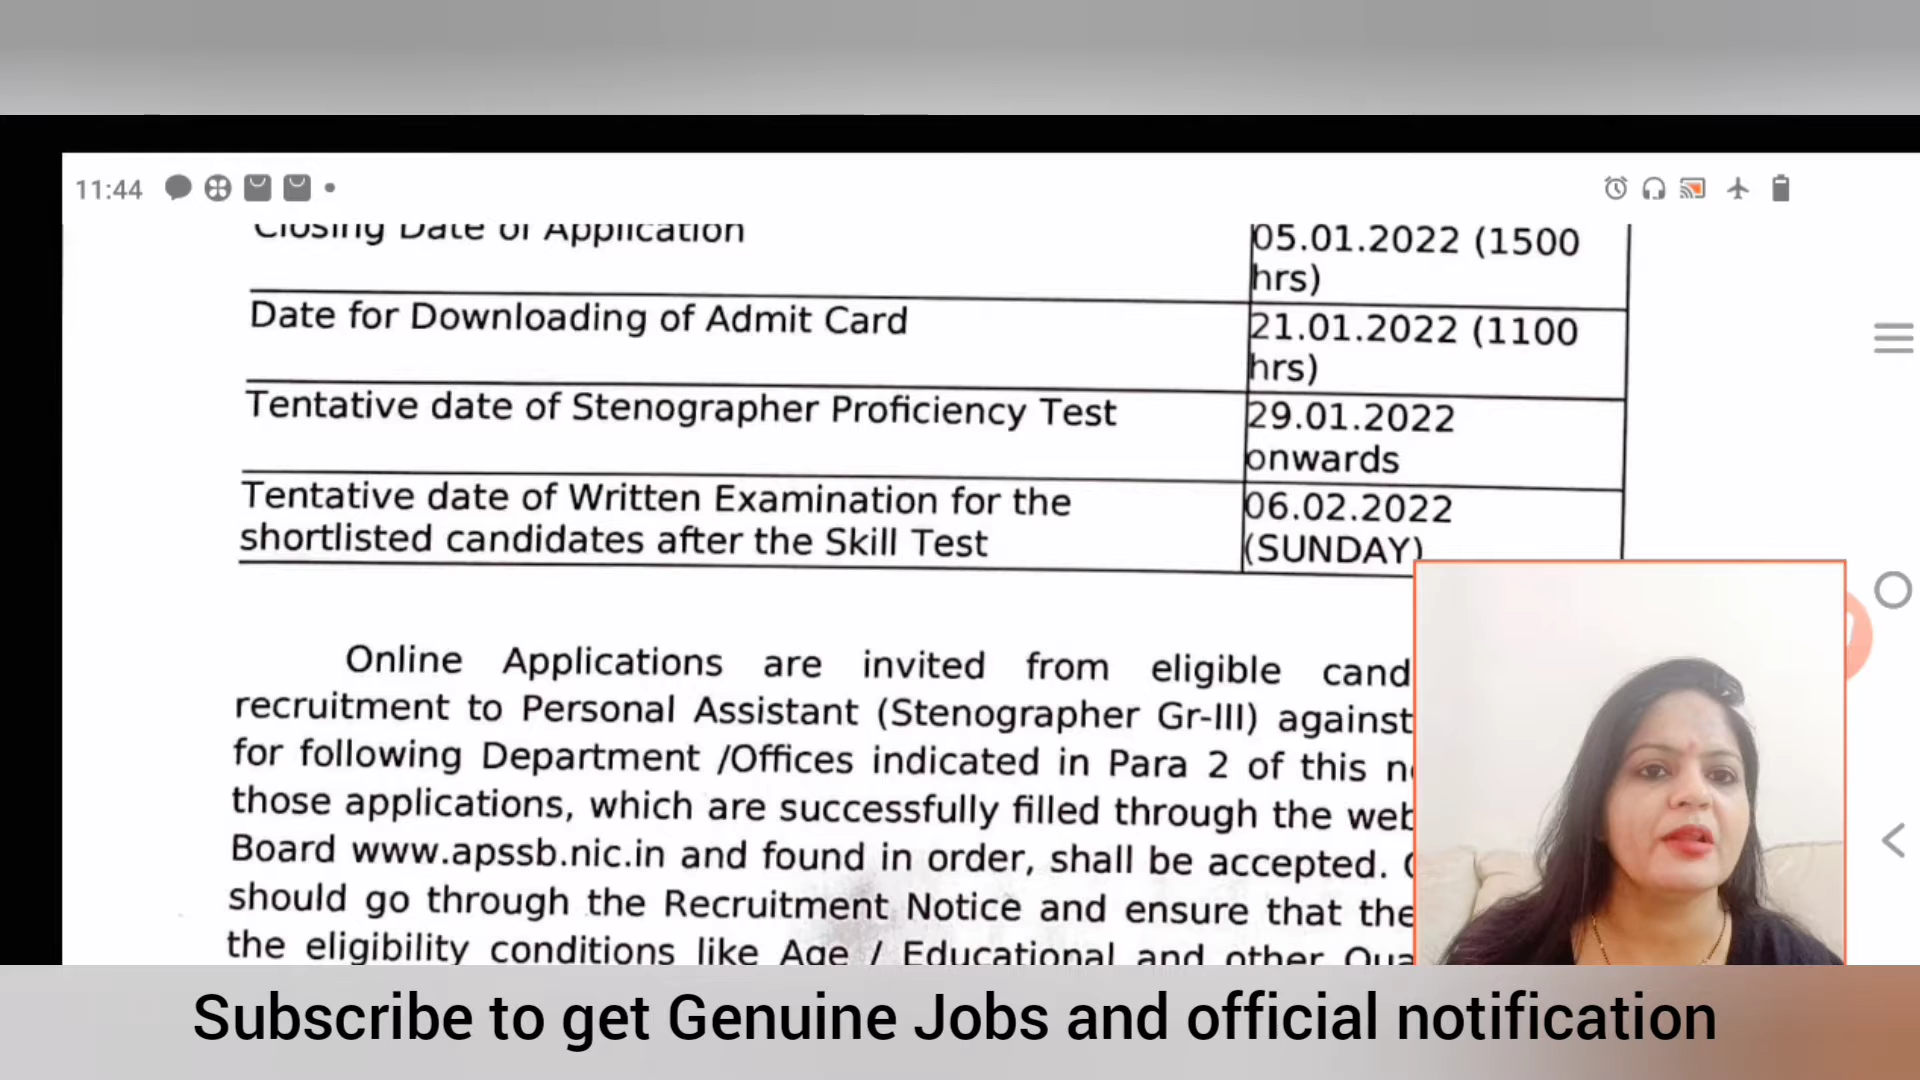 11:44
Closing Date of Application
05.01.2022 (1500
hrs)
Date for Downloading of Admit Card
21.01.2022 (1100
hrs)
Tentative date of Stenographer Proficiency Test
29.01.2022
onwards
Tentative date of Written Examination for the
shortlisted candidates after the Skill Test
06.02.2022
(SUNDAY)
Online Applications are invited from eligible cand
recruitment to Personal Assistant (Stenographer Gr-III) against
for following Department /Offices indicated in Para 2 of this n
those applications, which are successfully filled through the web
Board www.apssb.nic.in and found in order, shall be accepted.
should go through the Recruitment Notice and ensure that the
the eligibility conditions like Age / Educational and other Qua
Subscribe to get Genuine Jobs and official notification